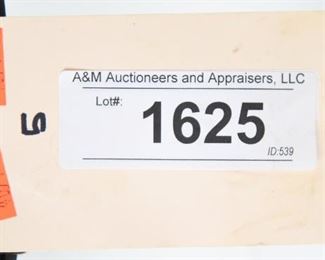 A&M Auctioneers and Appraisers, LLC
Lot#:
1625
ID:539